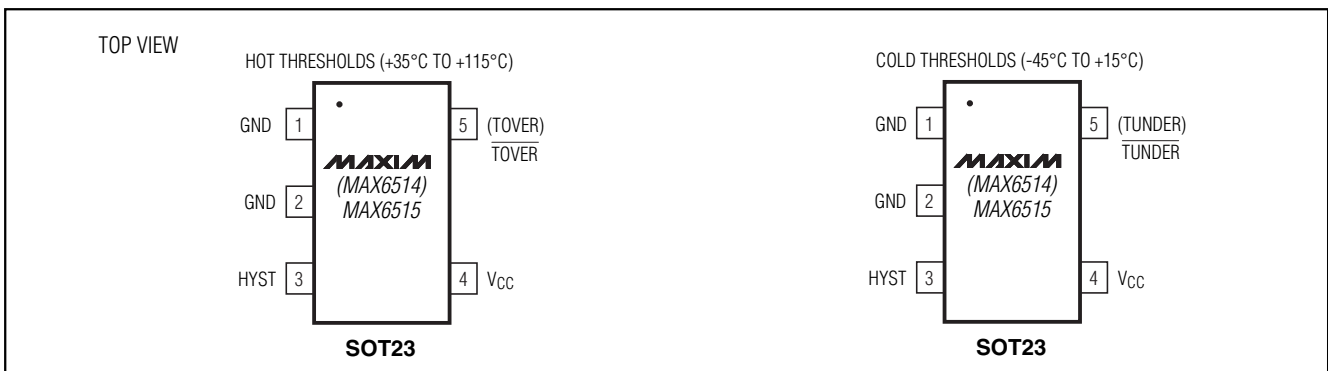 TOP VIEW
HOT THRESHOLDS (+35°C TO +115°C)
GND 1
5 (TOVER)
TOVER
MAXIM
(MAX6514)
MAX6515
GND 2
HYST 3
4 VCC
SOT23
COLD THRESHOLDS (-45°C TO +15°C)
GND 1
5 (TUNDER)
TUNDER
MAXIM
(MAX6514)
MAX6515
GND 2
HYST 3
4 VCC
SOT23